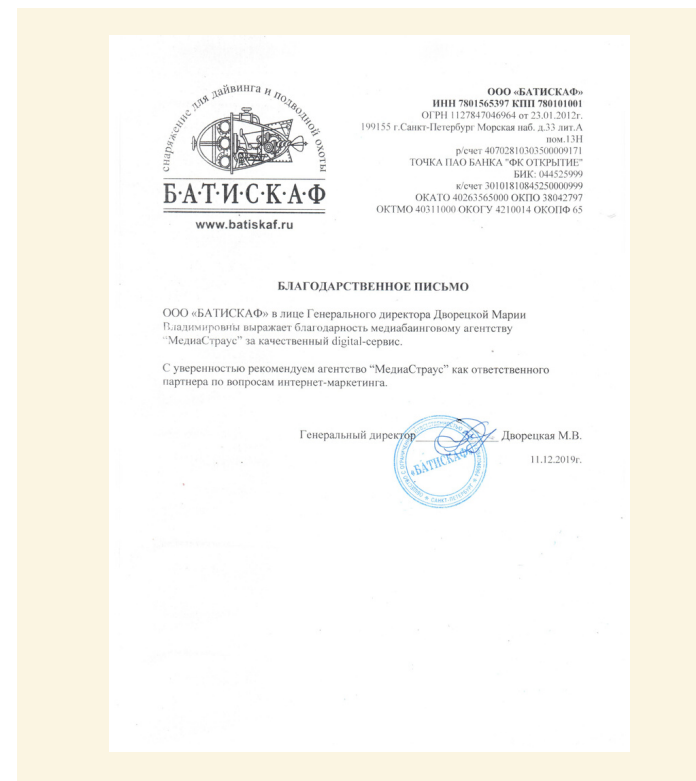 снаряжение для дайвинга и подводной охоты
Б·А·Т·И·С·К·А·Ф
www.batiskaf.ru
ООО «БАТИСКАФ»
ИНН 7801565397 КПП 780101001
ОГРН 1127847046964 от 23.01.2012г.
199155 г.Санкт-Петербург Морская наб. д.33 лит.А
пом.13Н
р/счет 40702810303500009171
ТОЧКА ПАО БАНКА "ФК ОТКРЫТИЕ"
БИК: 044525999
к/счет 30101810845250000999
ОКАТО 40263565000 ОКПО 38042797
ОКТМО 40311000 ОКОГУ 4210014 ОКОПФ 65
БЛАГОДАРСТВЕННОЕ ПИСЬМО
ООО «БАТИСКАФ» в лице Генерального директора Дворецкой Марии
Владимировны выражает благодарность медиабаинговому агентству
“МедиаСтраус” за качественный digital-сервис.
С уверенностью рекомендуем агентство “МедиаСтраус” как ответственного
партнера по вопросам интернет-маркетинга.
Генеральный директор Дворецкая М.В.
«БАТИСКАФ»
САНКТ-ПЕТЕРБУРГ
11.12.2019г.